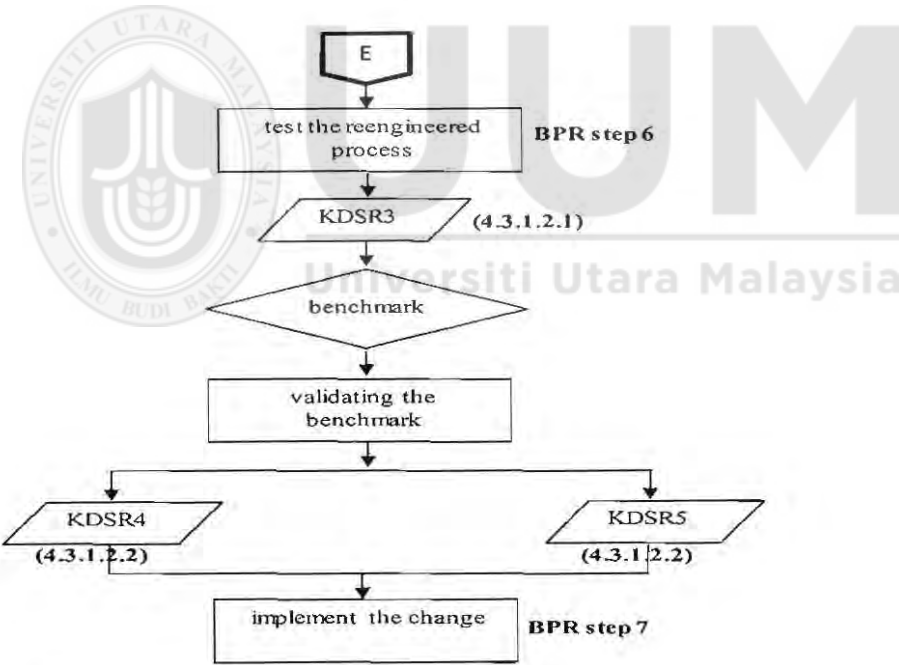 UNIVERSITI UTARA MALAYSIA
ILMU BUDI BAKTI
UUM
Universiti Utara Malaysia
E
test the reengineered
process
BPR step 6
KDSR3
(4.3.1.2.1)
benchmark
validating the
benchmark
KDSR4
KDSR5
(4.3.1.2.2)
(4.3.1.2.2)
implement the change
BPR step 7